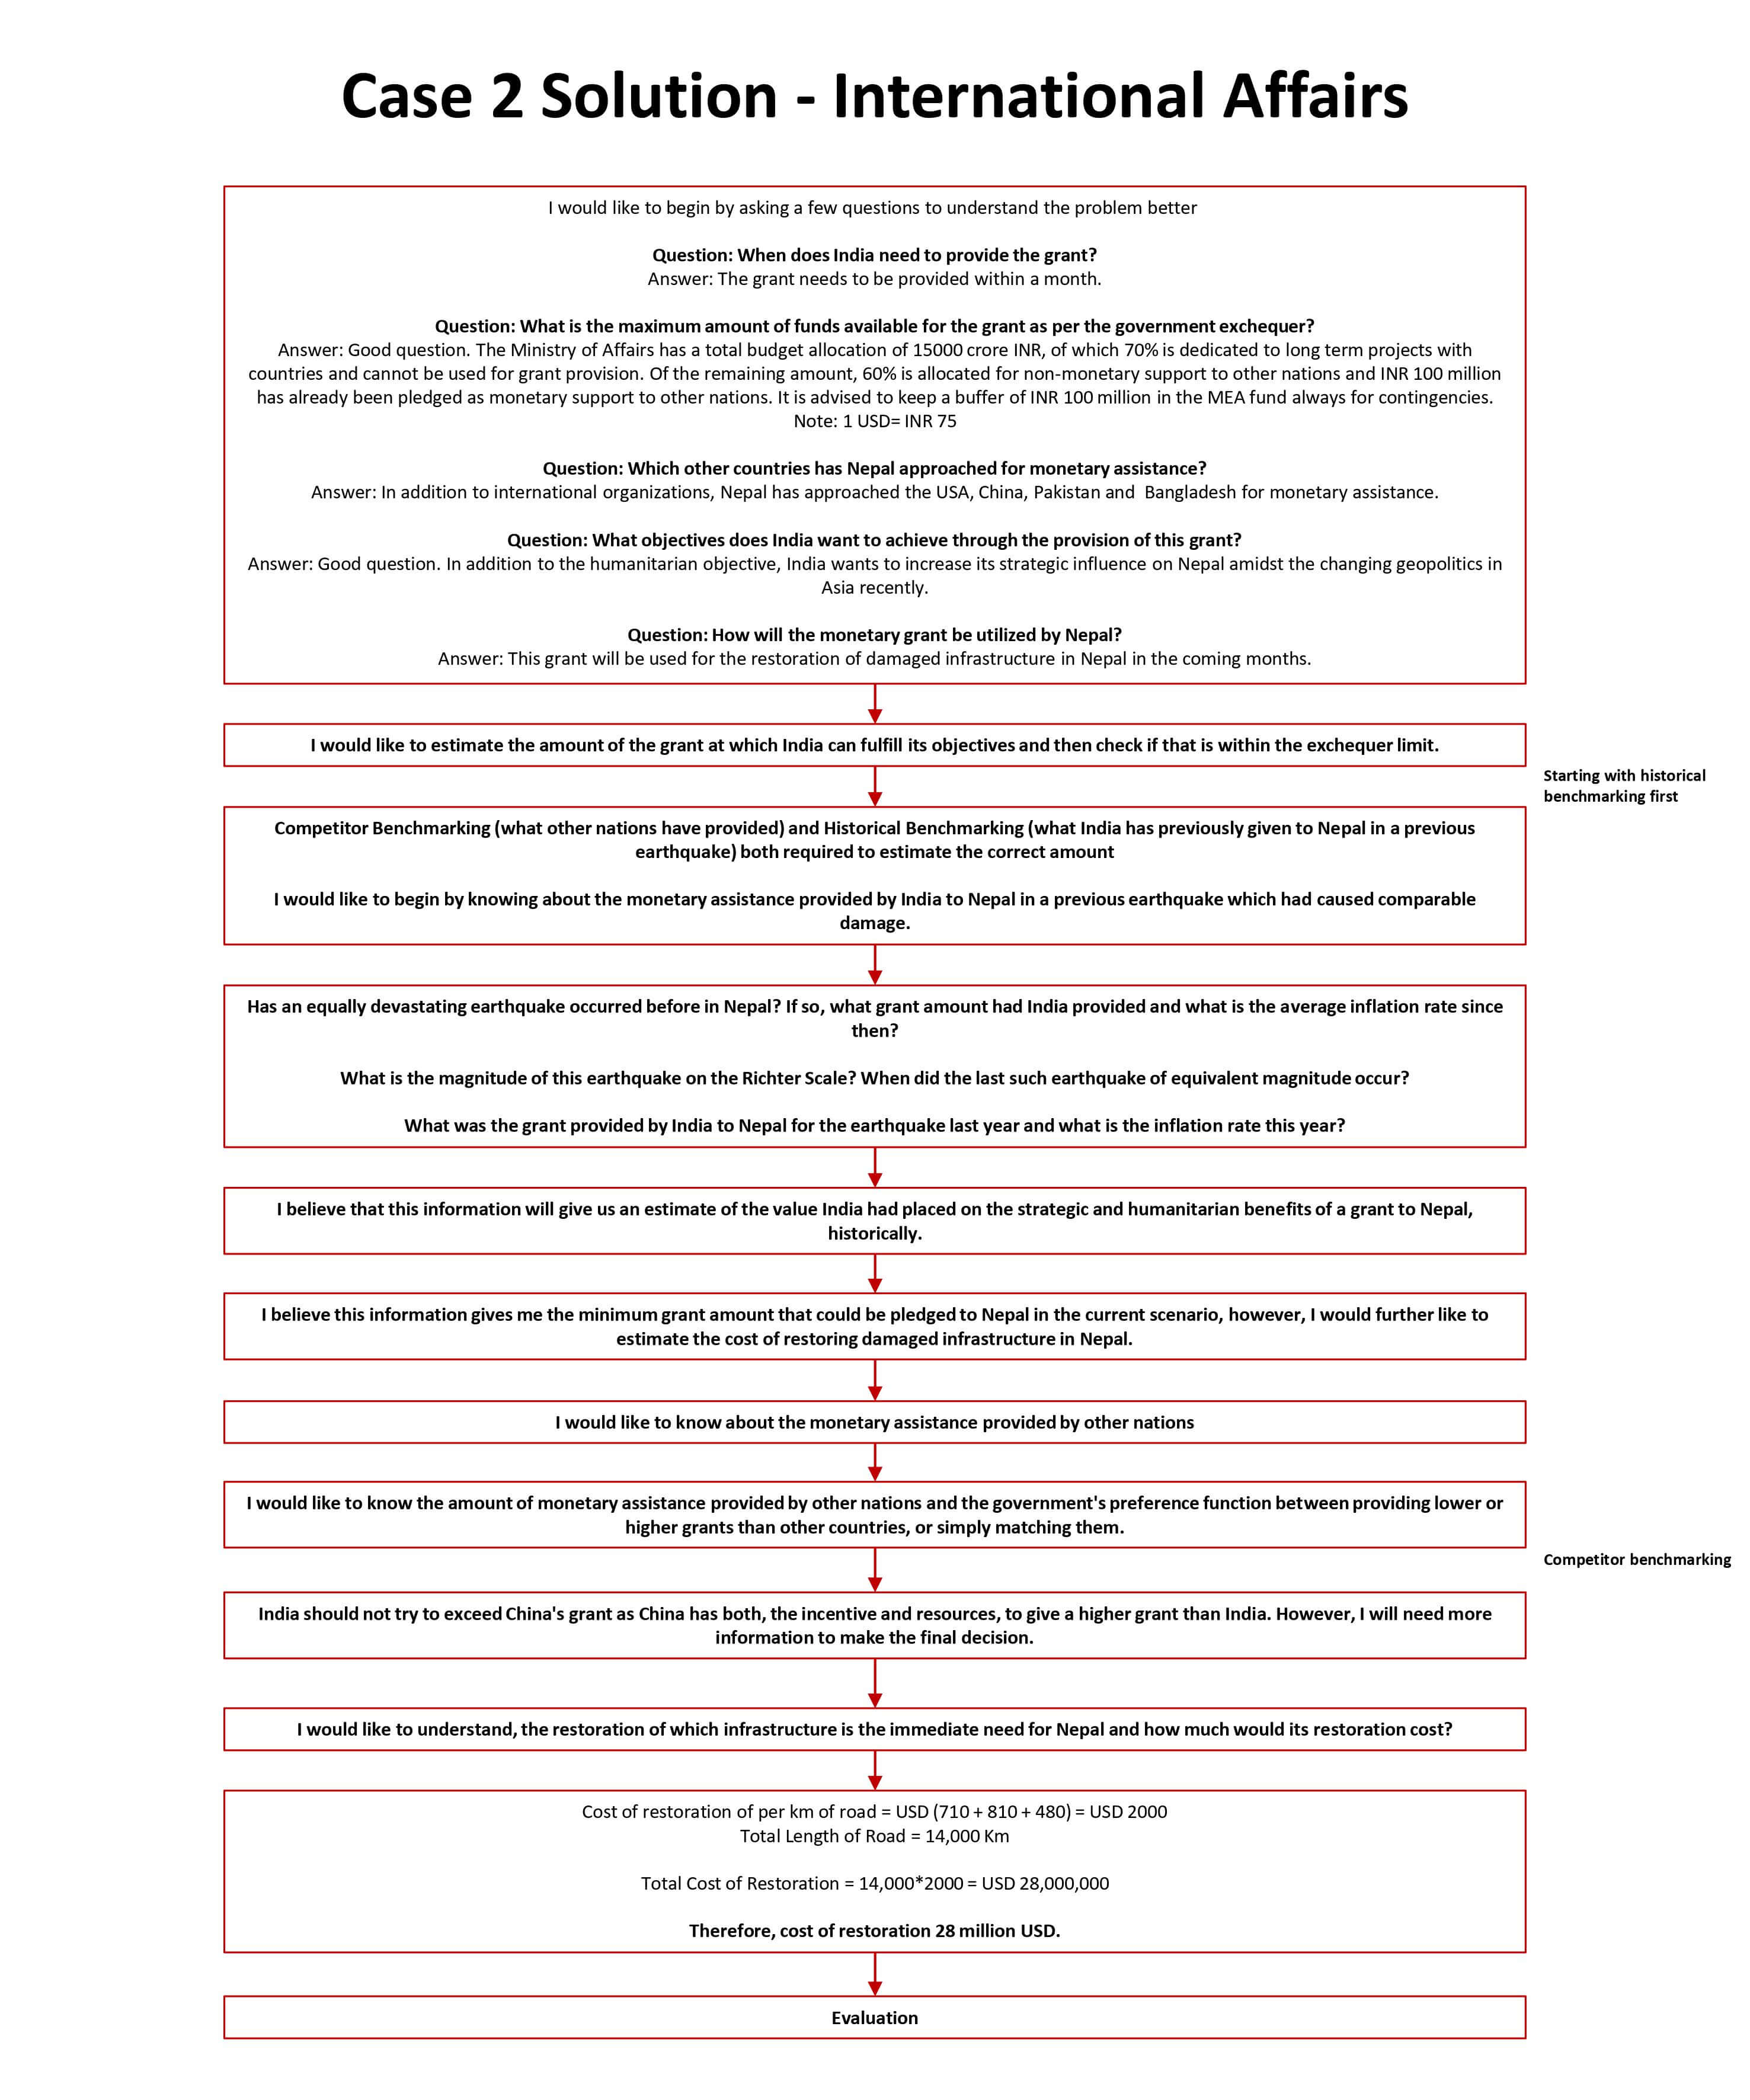 Case 2 Solution - International Affairs
I would like to begin by asking a few questions to understand the problem better
Question: When does India need to provide the grant?
Answer: The grant needs to be provided within a month.
Question: What is the maximum amount of funds available for the grant as per the government exchequer?
Answer: Good question. The Ministry of Affairs has a total budget allocation of 15000 crore INR, of which 70% is dedicated to long term projects with
countries and cannot be used for grant provision. Of the remaining amount, 60% is allocated for non-monetary support to other nations and INR 100 million
has already been pledged as monetary support to other nations. It is advised to keep a buffer of INR 100 million in the MEA fund always for contingencies.
Note: 1 USD= INR 75
Question: Which other countries has Nepal approached for monetary assistance?
Answer: In addition to international organizations, Nepal has approached the USA, China, Pakistan and Bangladesh for monetary assistance.
Question: What objectives does India want to achieve through the provision of this grant?
Answer: Good question. In addition to the humanitarian objective, India wants to increase its strategic influence on Nepal amidst the changing geopolitics in
Asia recently.
Question: How will the monetary grant be utilized by Nepal?
Answer: This grant will be used for the restoration of damaged infrastructure in Nepal in the coming months.
I would like to estimate the amount of the grant at which India can fulfill its objectives and then check if that is within the exchequer limit.
Starting with historical
benchmarking first
Competitor Benchmarking (what other nations have provided) and Historical Benchmarking (what India has previously given to Nepal in a previous
earthquake) both required to estimate the correct amount
I would like to begin by knowing about the monetary assistance provided by India to Nepal in a previous earthquake which had caused comparable
damage.
Has an equally devastating earthquake occurred before in Nepal? If so, what grant amount had India provided and what is the average inflation rate since
then?
What is the magnitude of this earthquake on the Richter Scale? When did the last such earthquake of equivalent magnitude occur?
What was the grant provided by India to Nepal for the earthquake last year and what is the inflation rate this year?
I believe that this information will give us an estimate of the value India had placed on the strategic and humanitarian benefits of a grant to Nepal,
historically.
I believe this information gives me the minimum grant amount that could be pledged to Nepal in the current scenario, however, I would further like to
estimate the cost of restoring damaged infrastructure in Nepal.
I would like to know about the monetary assistance provided by other nations
I would like to know the amount of monetary assistance provided by other nations and the government's preference function between providing lower or
higher grants than other countries, or simply matching them.
Competitor benchmarking
India should not try to exceed China's grant as China has both, the incentive and resources, to give a higher grant than India. However, I will need more
information to make the final decision.
I would like to understand, the restoration of which infrastructure is the immediate need for Nepal and how much would its restoration cost?
Cost of restoration of per km of road = USD (710 + 810 + 480) = USD 2000
Total Length of Road = 14,000 Km
Total Cost of Restoration = 14,000*2000 = USD 28,000,000
Therefore, cost of restoration 28 million USD.
Evaluation